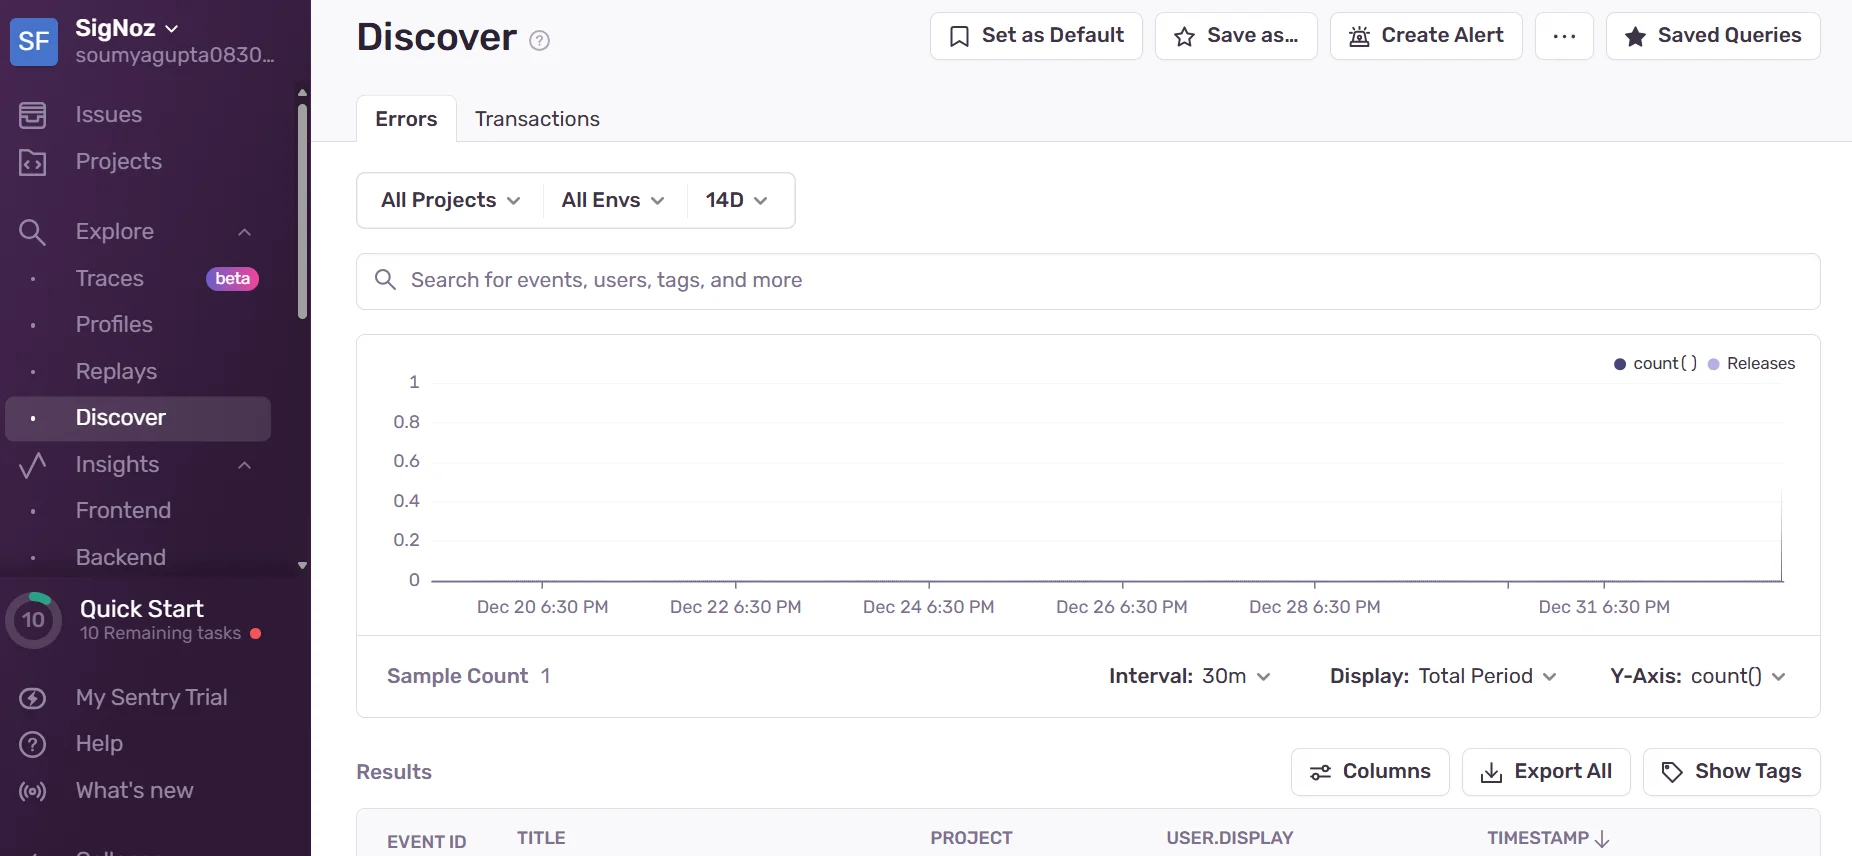 SF
SigNoz
soumyagupta0830...
Issues
Projects
Explore
Traces beta
Profiles
Replays
Discover
Insights
Frontend
Backend
10
Quick Start
10 Remaining tasks
My Sentry Trial
Help
What's new
Discover ?
Set as Default
Save as...
Create Alert
...
Saved Queries
Errors
Transactions
All Projects
All Envs
14D
Search for events, users, tags, and more
count()
Releases
1
0.8
0.6
0.4
0.2
0
Dec 20 6:30 PM
Dec 22 6:30 PM
Dec 24 6:30 PM
Dec 26 6:30 PM
Dec 28 6:30 PM
Dec 31 6:30 PM
Sample Count 1
Interval: 30m
Display: Total Period
Y-Axis: count()
Results
Columns
Export All
Show Tags
EVENT ID
TITLE
PROJECT
USER.DISPLAY
TIMESTAMP